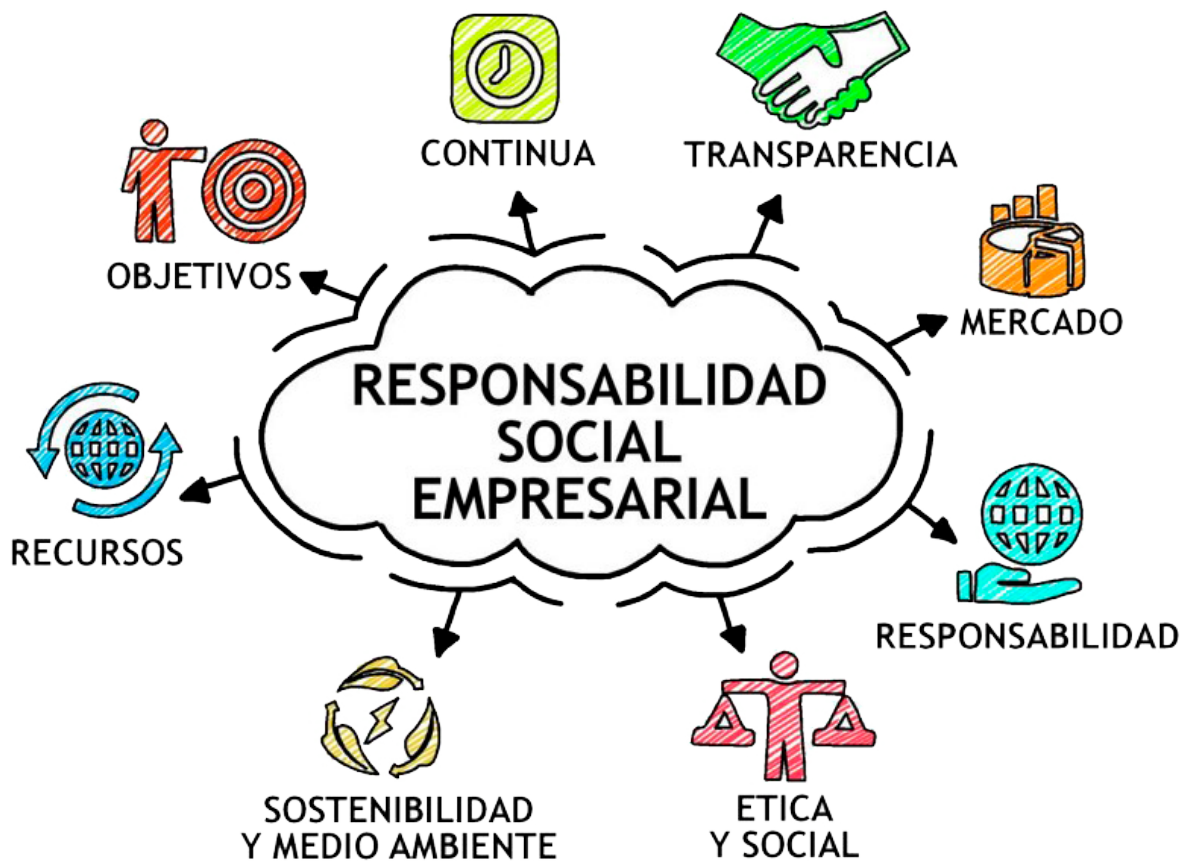 CONTINUA
TRANSPARENCIA
OBJETIVOS
MERCADO
RESPONSABILIDAD
SOCIAL
EMPRESARIAL
RECURSOS
RESPONSABILIDAD
SOSTENIBILIDAD
Y MEDIO AMBIENTE
ETICA
Y SOCIAL